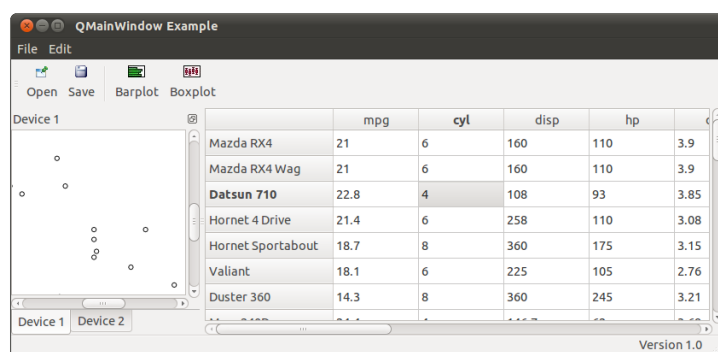 QMainWindow Example
File Edit
Open Save Barplot Boxplot
Device 1
mpg cyl disp hp
Mazda RX4 21 6 160 110 3.9
Mazda RX4 Wag 21 6 160 110 3.9
Datsun 710 22.8 4 108 93 3.85
Hornet 4 Drive 21.4 6 258 110 3.08
Hornet Sportabout 18.7 8 360 175 3.15
Valiant 18.1 6 225 105 2.76
Duster 360 14.3 8 360 245 3.21
Device 1 Device 2
Version 1.0